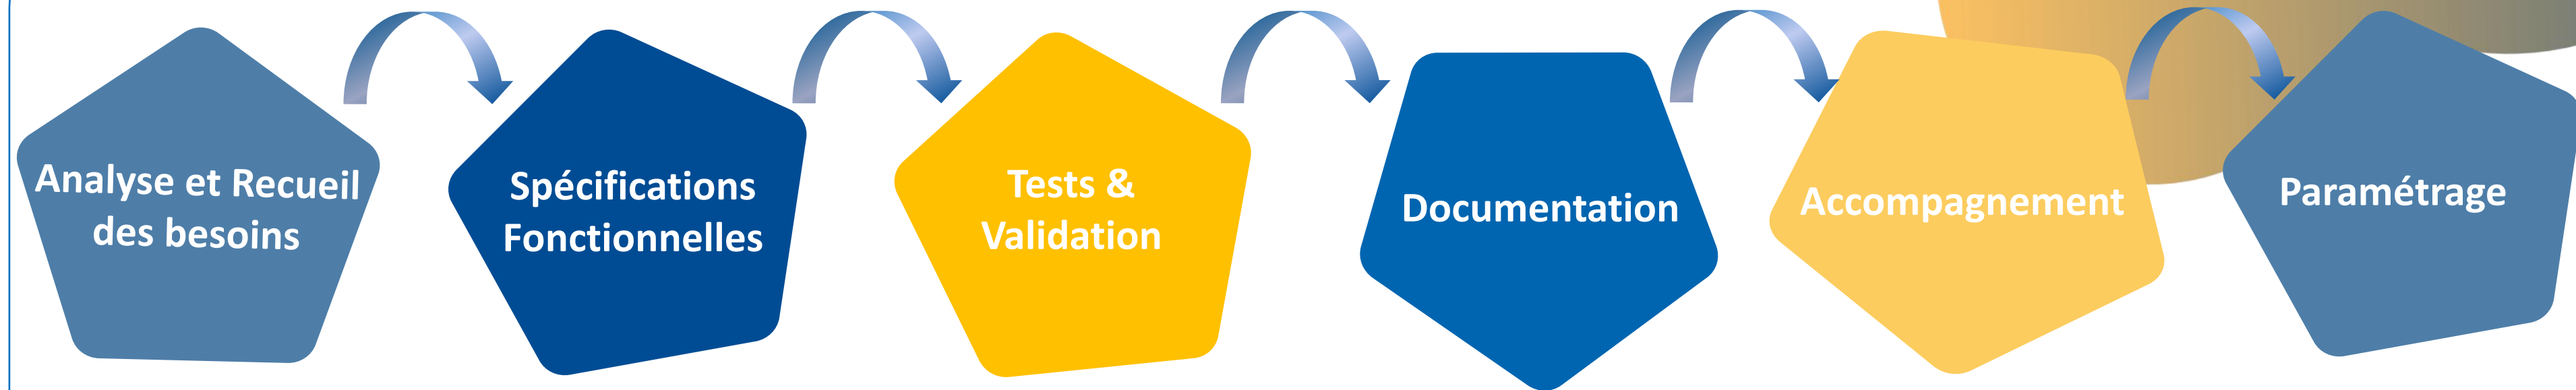 Analyse et Recueil
des besoins
Spécifications
Fonctionnelles
Tests &
Validation
Documentation
Accompagnement
Paramétrage